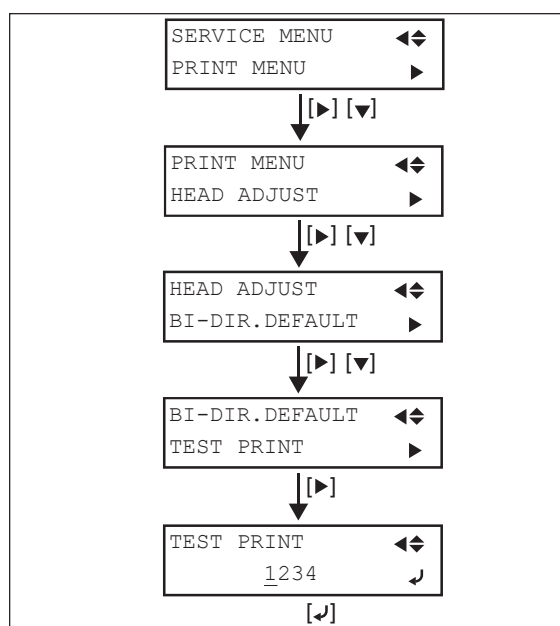 SERVICE MENU ◀◆
PRINT MENU ▶
[▶] [▼]
PRINT MENU ◀◆
HEAD ADJUST ▶
[▶] [▼]
HEAD ADJUST ◀◆
BI-DIR.DEFAULT ▶
[▶] [▼]
BI-DIR.DEFAULT ◀◆
TEST PRINT ▶
[▶]
TEST PRINT ◀◆
1234 ↵
[↵]